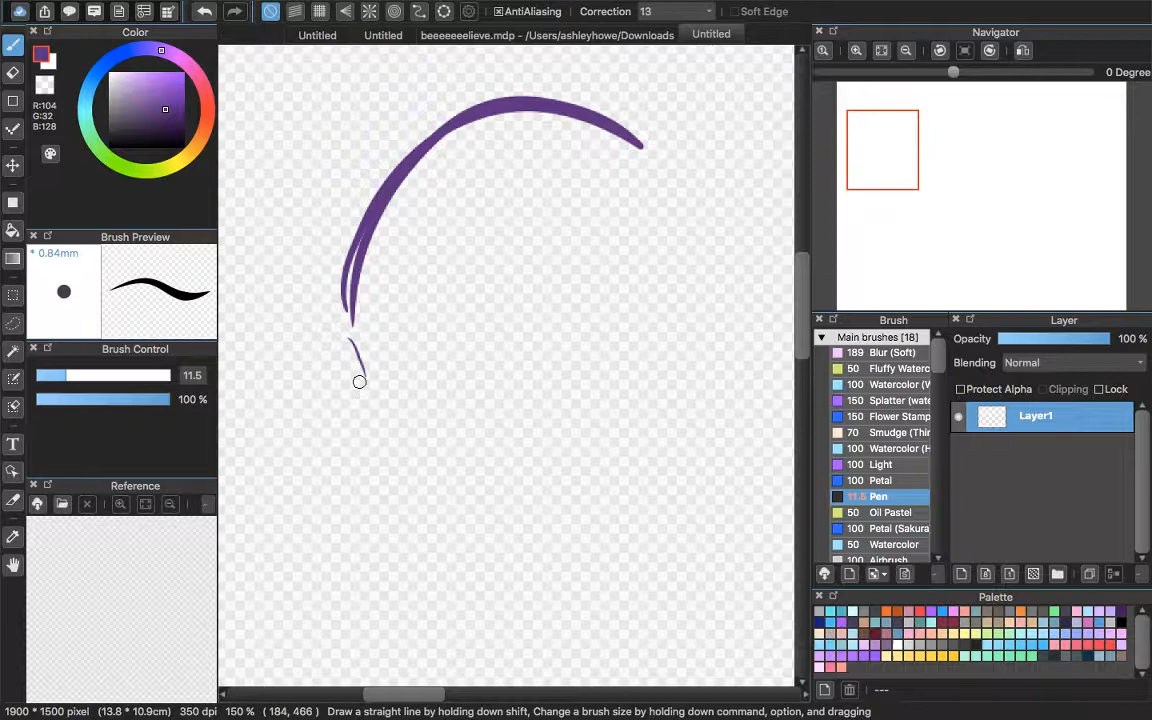 AntiAliasing Correction 13 Soft Edge
Untitled Untitled beeeeeeelieve.mdp - /Users/ashleyhowe/Downloads Untitled
Color
R:104
G:32
B:128
Brush Preview
* 0.84mm
Brush Control
11.5
100 %
Reference
Navigator
0 Degree
Brush
Main brushes [18]
189 Blur (Soft)
50 Fluffy Waterc
100 Watercolor (W
150 Splatter (wate
150 Flower Stamp
70 Smudge (Thin
100 Watercolor (H
100 Light
100 Petal
11.5 Pen
50 Oil Pastel
100 Petal (Sakura
50 Watercolor
100 Airbrush
Layer
Opacity 100 %
Blending Normal
Protect Alpha Clipping Lock
Layer1
Palette
---
1900 * 1500 pixel (13.8 * 10.9cm) 350 dpi 150 % ( 184, 466 ) Draw a straight line by holding down shift, Change a brush size by holding down command, option, and dragging